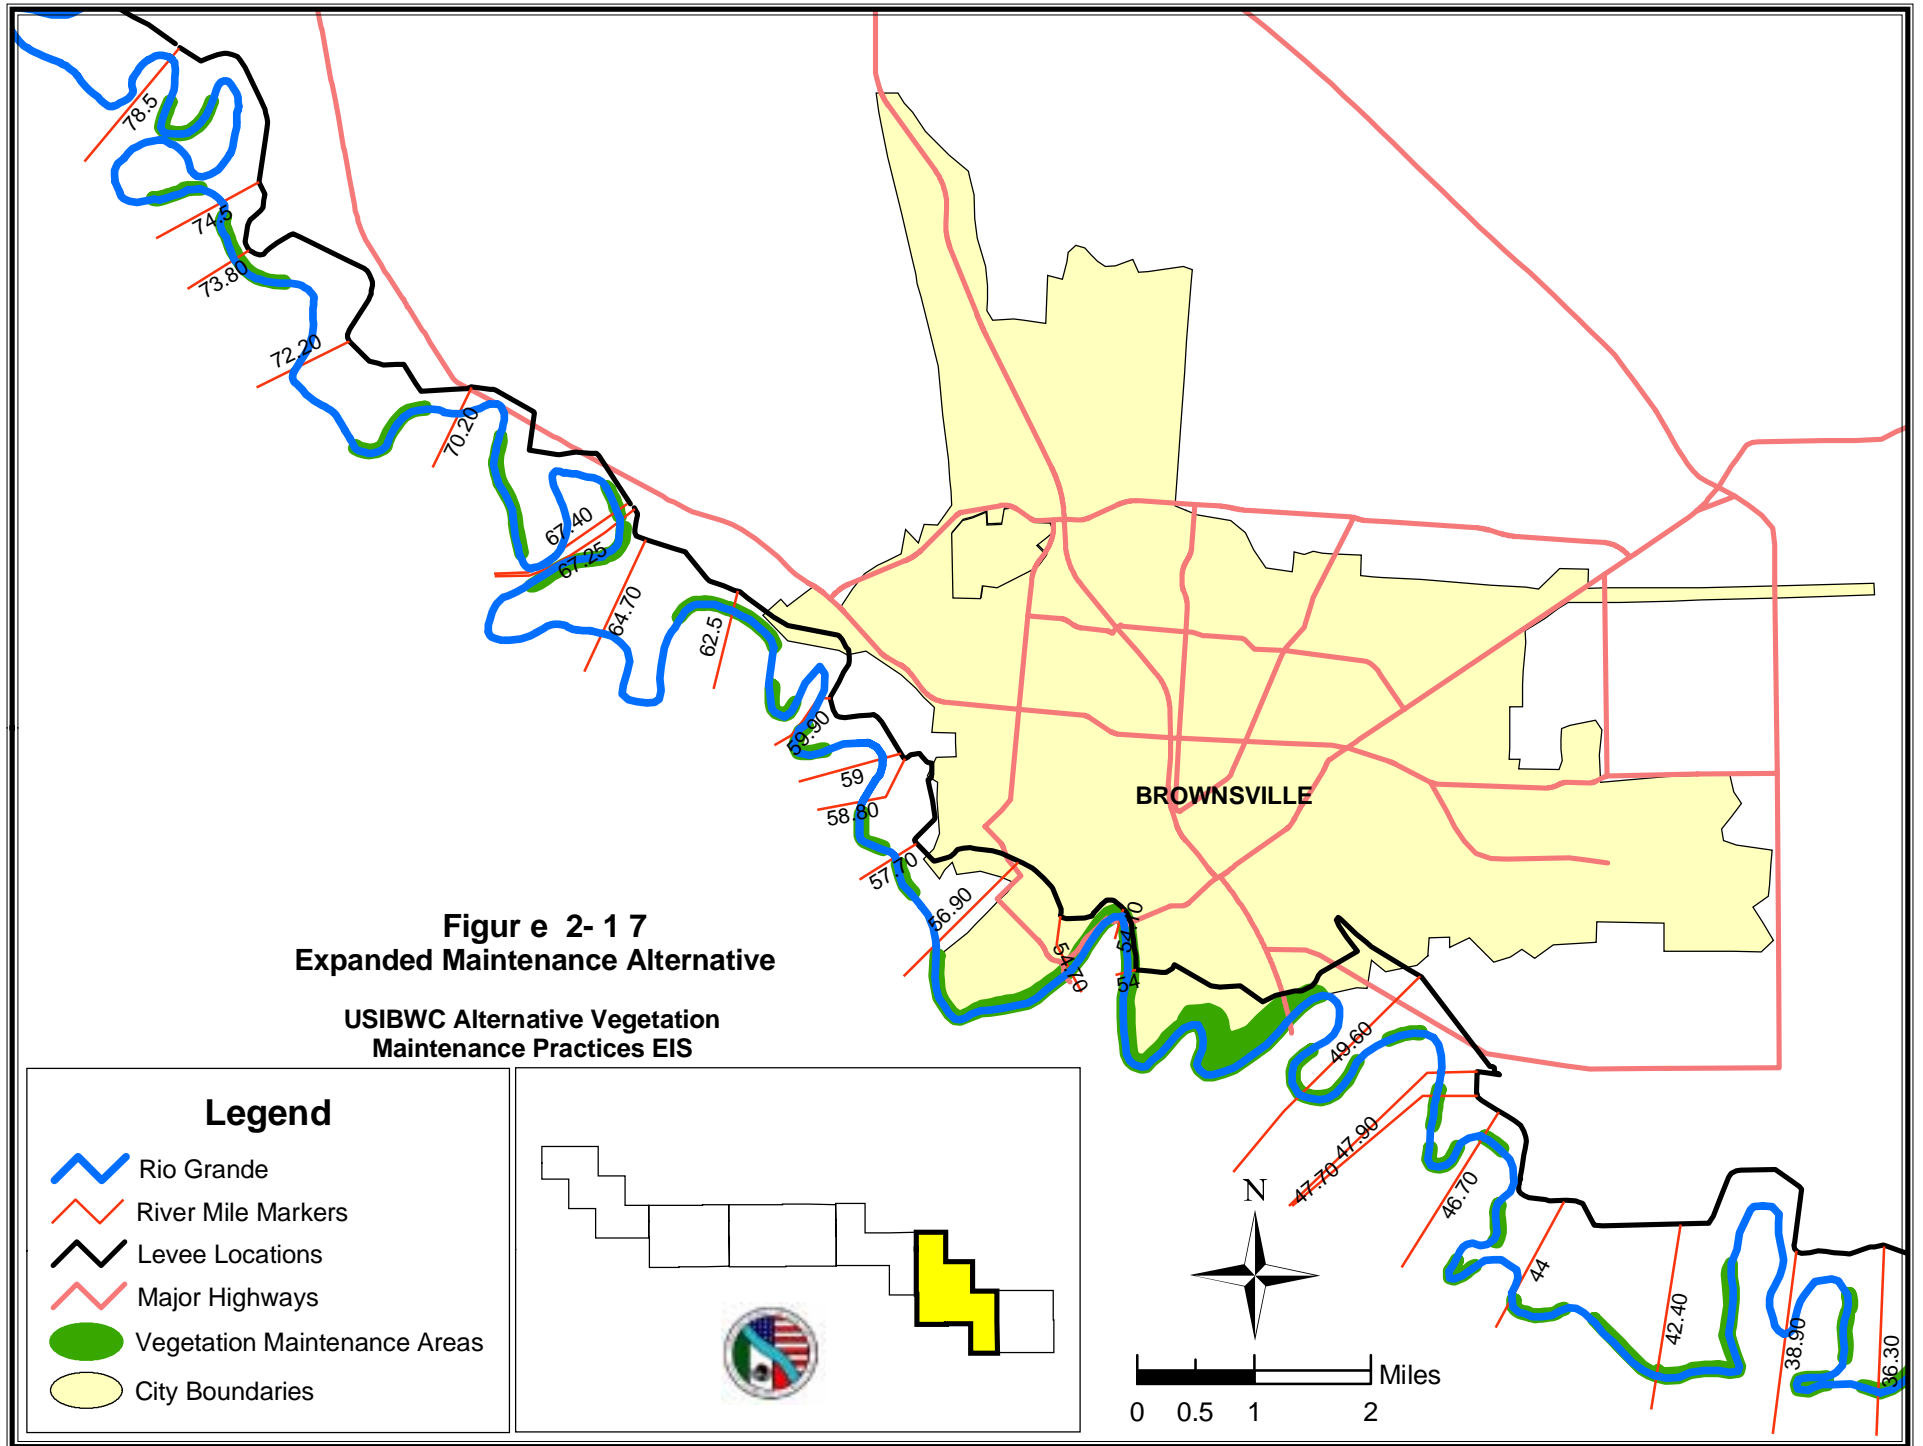 78.5
74.5
73.80
72.20
70.20
67.40
67.25
64.70
62.5
59.90
59
58.80
57.70
56.90
54.70
54.10
54
BROWNSVILLE
49.60
47.90
47.70
46.70
44
42.40
38.90
36.30
Figur e 2- 1 7
Expanded Maintenance Alternative
USIBWC Alternative Vegetation
Maintenance Practices EIS
Legend
Rio Grande
River Mile Markers
Levee Locations
Major Highways
Vegetation Maintenance Areas
City Boundaries
N
Miles
0 0.5 1 2